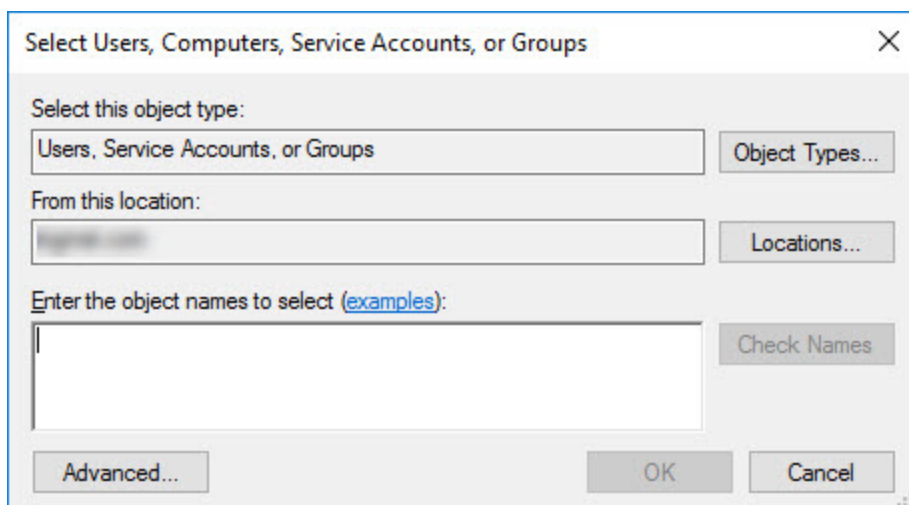 Select Users, Computers, Service Accounts, or Groups
Select this object type:
Users, Service Accounts, or Groups
Object Types...
From this location:
Locations...
Enter the object names to select (examples):
Check Names
Advanced...
OK
Cancel